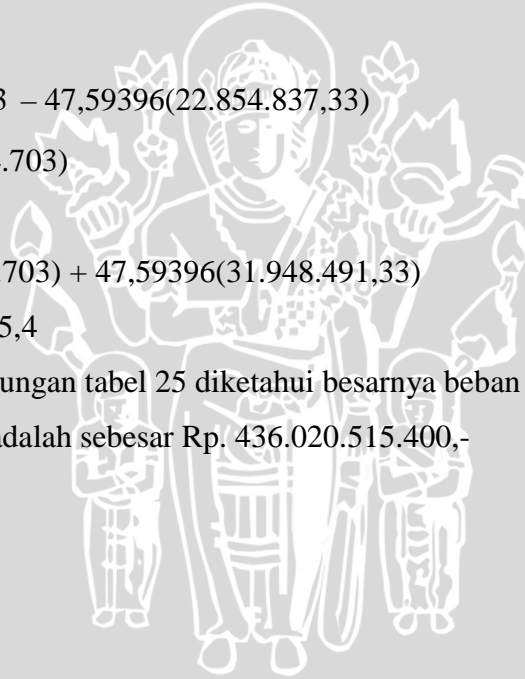 3 – 47,59396(22.854.837,33)
.703)
703) + 47,59396(31.948.491,33)
5,4
ungan tabel 25 diketahui besarnya beban
adalah sebesar Rp. 436.020.515.400,-